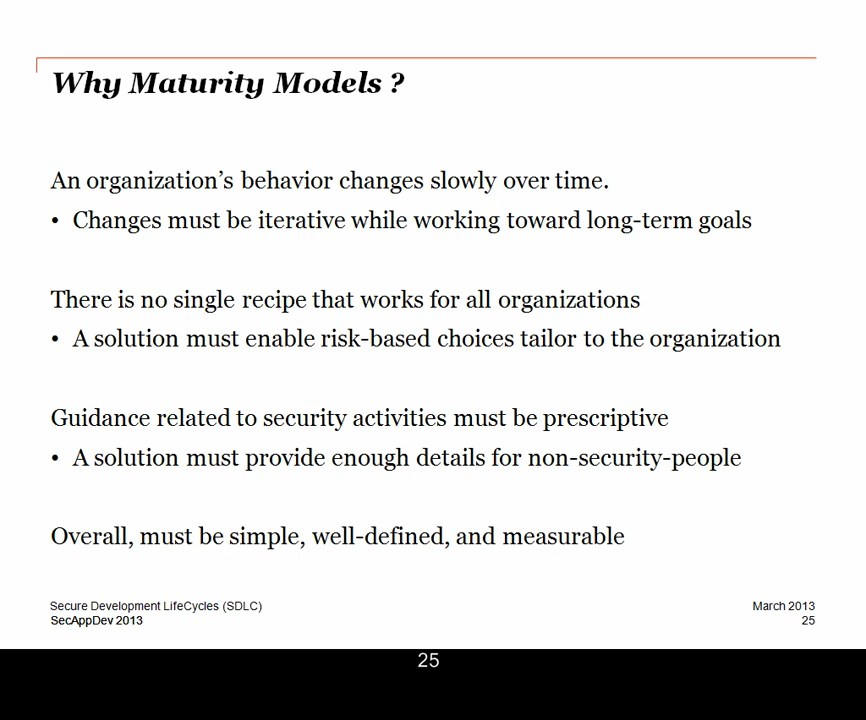 Why Maturity Models ?
An organization’s behavior changes slowly over time.
• Changes must be iterative while working toward long-term goals
There is no single recipe that works for all organizations
• A solution must enable risk-based choices tailor to the organization
Guidance related to security activities must be prescriptive
• A solution must provide enough details for non-security-people
Overall, must be simple, well-defined, and measurable
Secure Development LifeCycles (SDLC)
SecAppDev 2013
March 2013
25
25